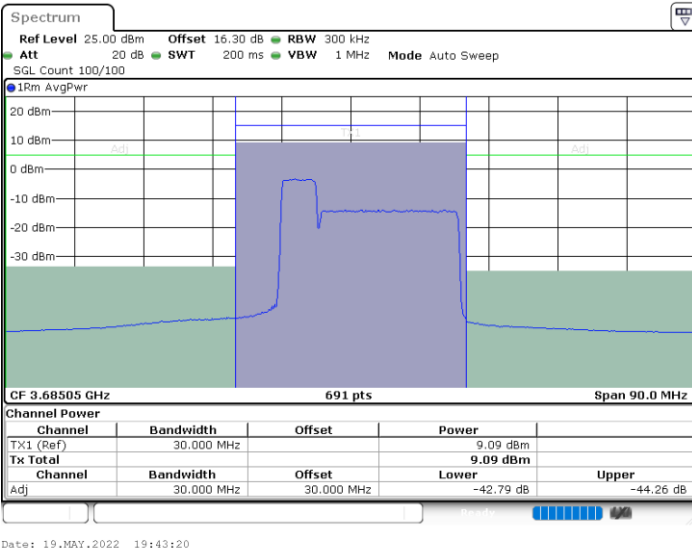 Spectrum
Ref Level 25.00 dBm Offset 16.30 dB RBW 300 kHz
Att 20 dB SWT 200 ms VBW 1 MHz Mode Auto Sweep
SGL Count 100/100
1Rm AvgPwr
20 dBm
TX1
10 dBm
Adj Adj
0 dBm
-10 dBm
-20 dBm
-30 dBm
CF 3.68505 GHz 691 pts Span 90.0 MHz
Channel Power
Channel Bandwidth Offset Power
TX1 (Ref) 30.000 MHz 9.09 dBm
Tx Total 9.09 dBm
Channel Bandwidth Offset Lower Upper
Adj 30.000 MHz 30.000 MHz -42.79 dB -44.26 dB
Ready
Date: 19.MAY.2022 19:43:20